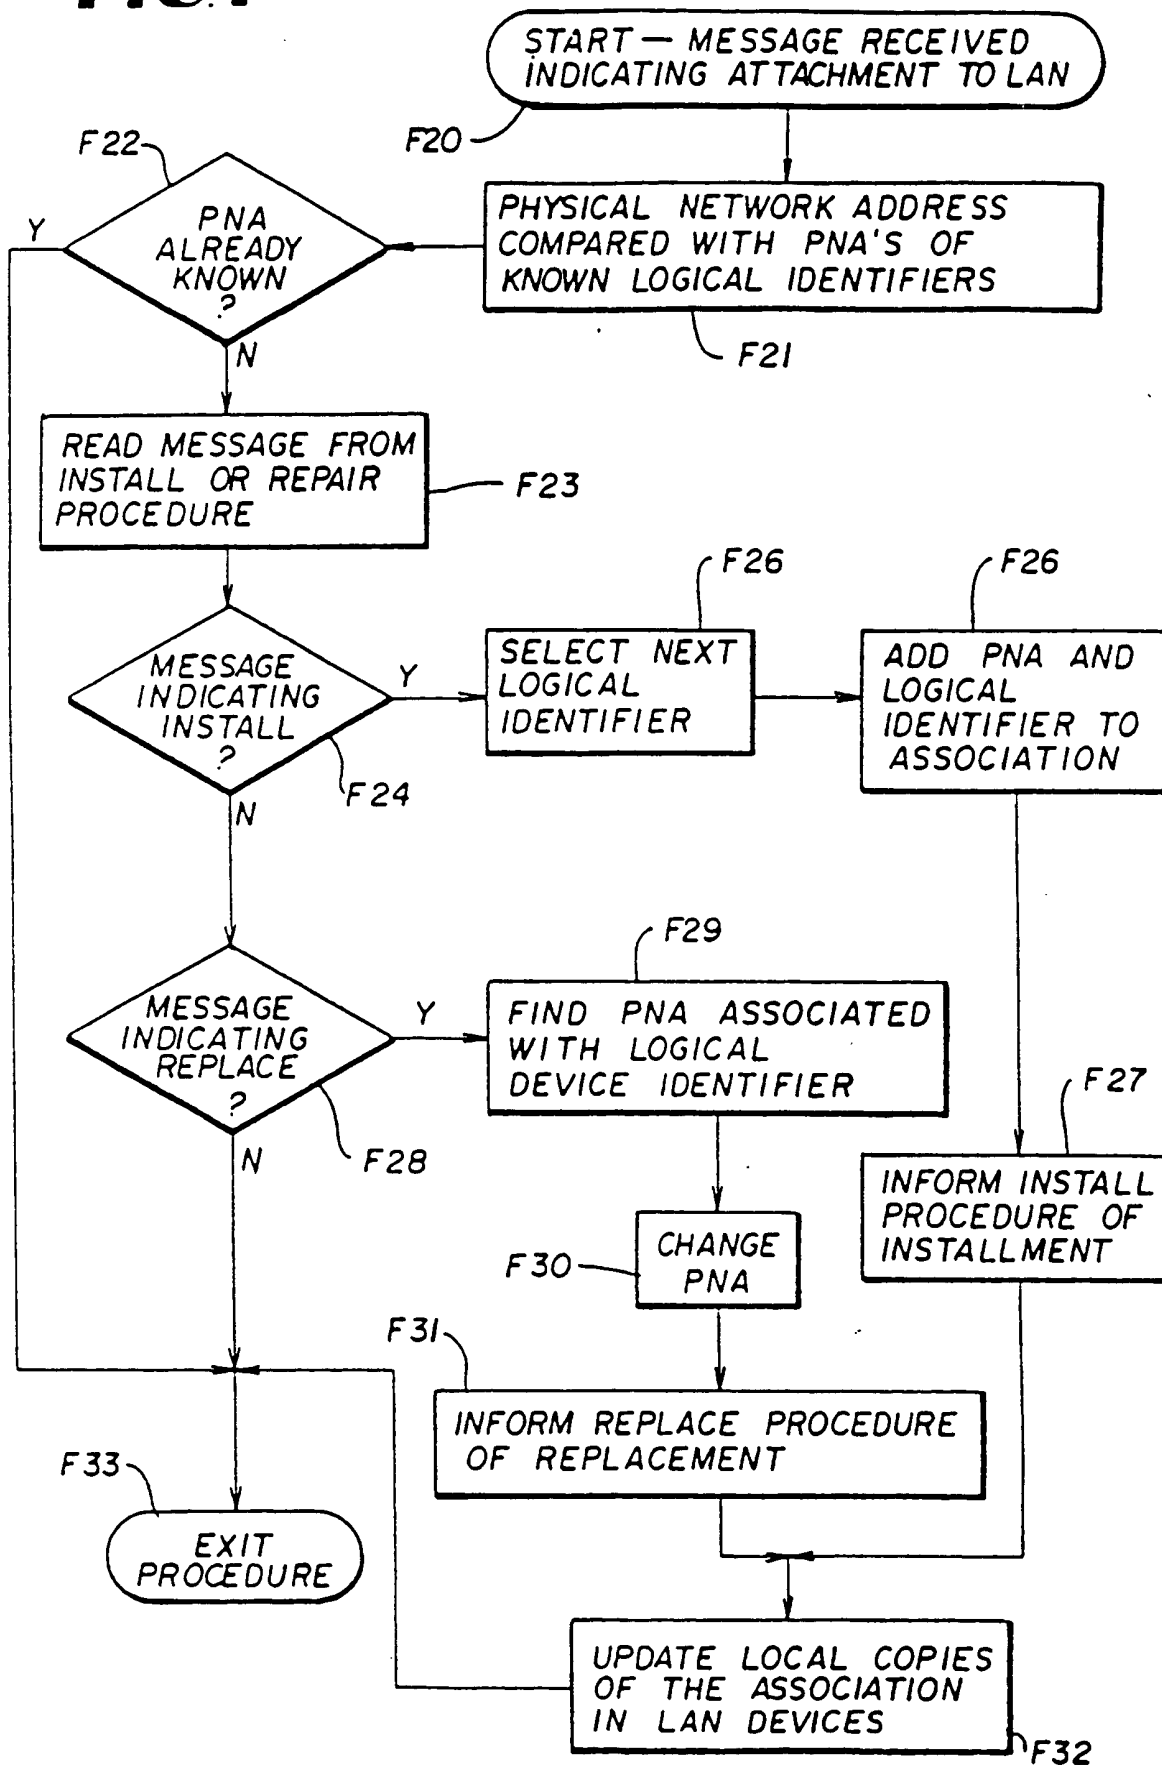 START — MESSAGE RECEIVED
INDICATING ATTACHMENT TO LAN
F20
F22
PHYSICAL NETWORK ADDRESS
COMPARED WITH PNA'S OF
KNOWN LOGICAL IDENTIFIERS
F21
Y
PNA
ALREADY
KNOWN
?
N
READ MESSAGE FROM
INSTALL OR REPAIR
PROCEDURE
F23
MESSAGE
INDICATING
INSTALL
?
Y
F24
N
F26
SELECT NEXT
LOGICAL
IDENTIFIER
F26
ADD PNA AND
LOGICAL
IDENTIFIER TO
ASSOCIATION
MESSAGE
INDICATING
REPLACE
?
Y
F28
N
F29
FIND PNA ASSOCIATED
WITH LOGICAL
DEVICE IDENTIFIER
F27
INFORM INSTALL
PROCEDURE OF
INSTALLMENT
F30
CHANGE
PNA
F31
INFORM REPLACE PROCEDURE
OF REPLACEMENT
F33
EXIT
PROCEDURE
UPDATE LOCAL COPIES
OF THE ASSOCIATION
IN LAN DEVICES
F32